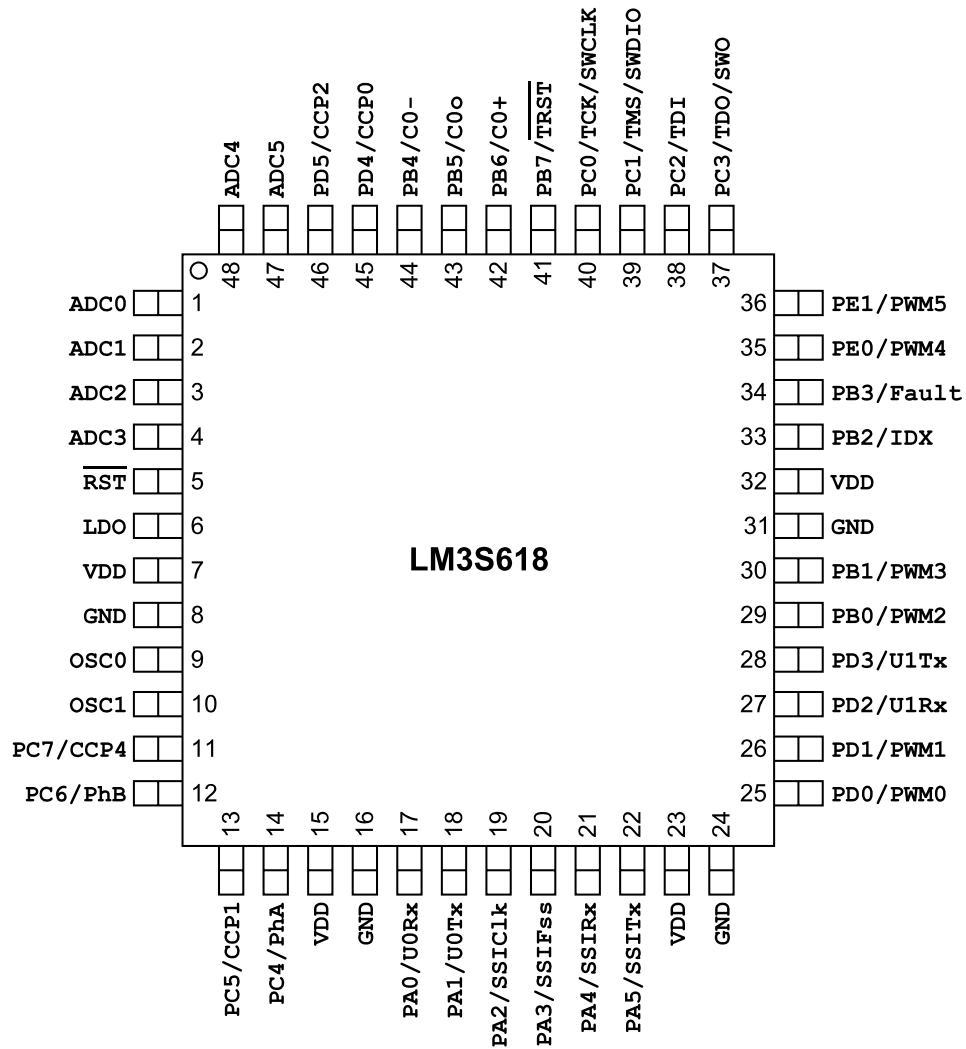 ADC4
ADC5
PD5/CCP2
PD4/CCP0
PB4/C0-
PB5/C0o
PB6/C0+
PB7/TRST
PC0/TCK/SWCLK
PC1/TMS/SWDIO
PC2/TDI
PC3/TDO/SWO
48
47
46
45
44
43
42
41
40
39
38
37
ADC0 1
ADC1 2
ADC2 3
ADC3 4
RST 5
LDO 6
VDD 7
GND 8
OSC0 9
OSC1 10
PC7/CCP4 11
PC6/PhB 12
LM3S618
36 PE1/PWM5
35 PE0/PWM4
34 PB3/Fault
33 PB2/IDX
32 VDD
31 GND
30 PB1/PWM3
29 PB0/PWM2
28 PD3/U1Tx
27 PD2/U1Rx
26 PD1/PWM1
25 PD0/PWM0
13
14
15
16
17
18
19
20
21
22
23
24
PC5/CCP1
PC4/PhA
VDD
GND
PA0/U0Rx
PA1/U0Tx
PA2/SSIClk
PA3/SSIFss
PA4/SSIRx
PA5/SSITx
VDD
GND